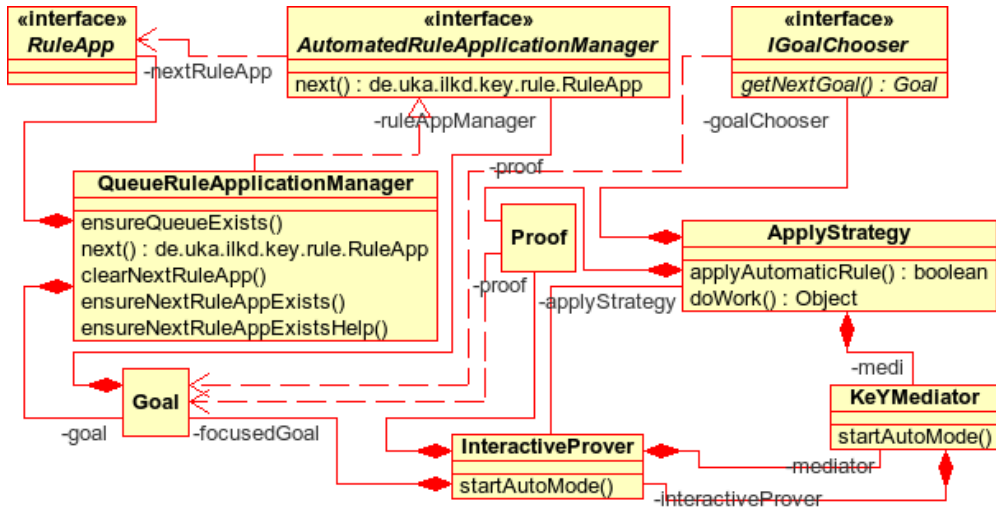 «interface»
RuleApp
«interface»
AutomatedRuleApplicationManager
next() : de.uka.ilkd.key.rule.RuleApp
«interface»
IGoalChooser
getNextGoal() : Goal
-nextRuleApp
-ruleAppManager
-goalChooser
-proof
QueueRuleApplicationManager
ensureQueueExists()
next() : de.uka.ilkd.key.rule.RuleApp
clearNextRuleApp()
ensureNextRuleAppExists()
ensureNextRuleAppExistsHelp()
Proof
ApplyStrategy
applyAutomaticRule() : boolean
doWork() : Object
-proof
-applyStrategy
-medi
Goal
-goal
-focusedGoal
KeYMediator
startAutoMode()
InteractiveProver
startAutoMode()
-mediator
-interactiveProver